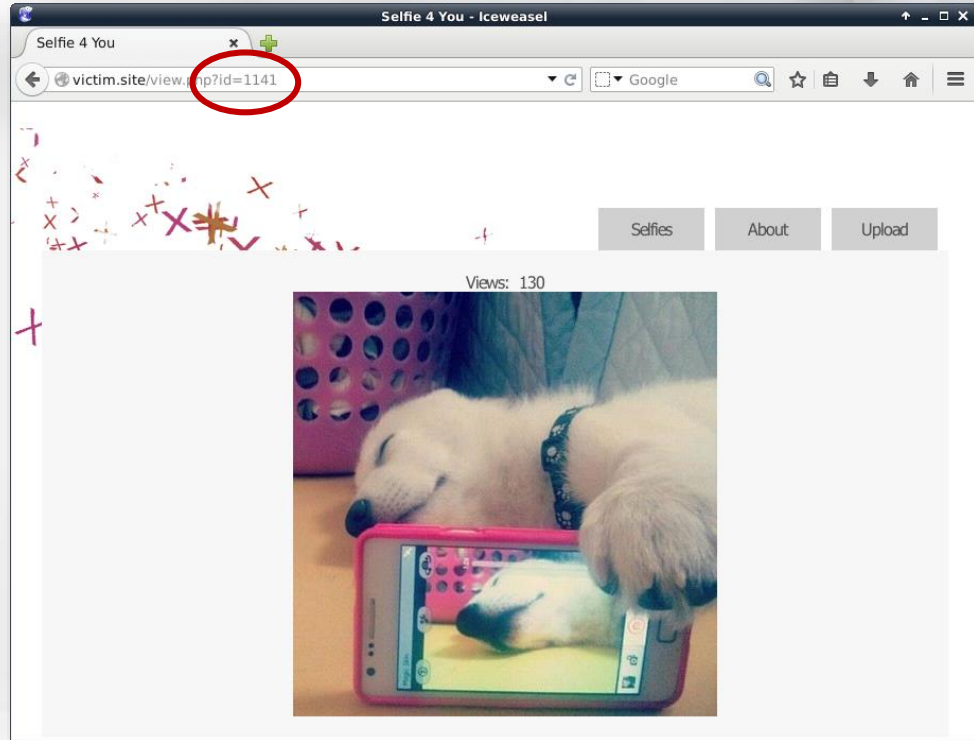 Selfie 4 You - Iceweasel
Selfie 4 You
victim.site/view.php?id=1141
Google
Selfies
About
Upload
Views: 130